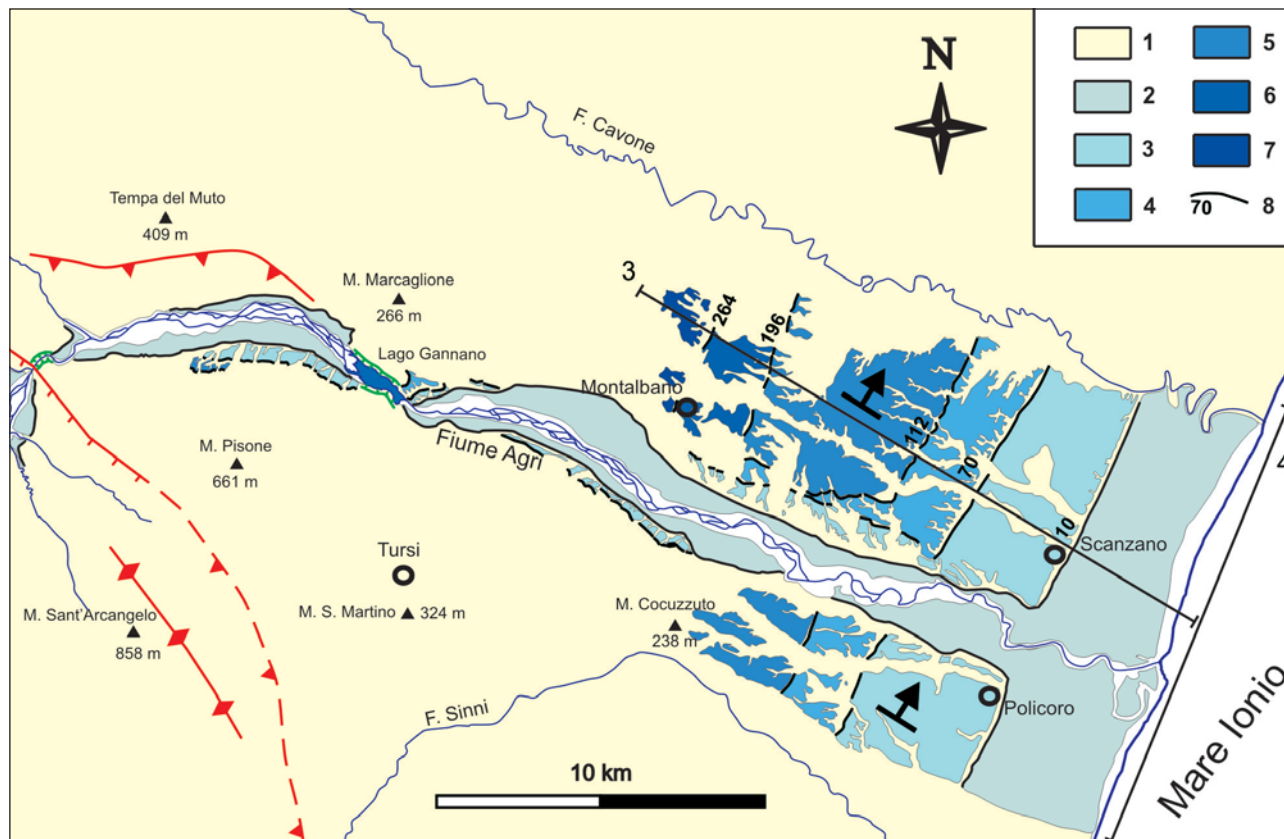 1
5
2
6
3
7
4
70
8
N
F. Cavone
Tempa del Muto
409 m
M. Marcaglione
266 m
Lago Gannano
3
264
196
Montalbano
112
70
10
Scanzano
4
M. Pisone
661 m
Fiume Agri
Tursi
M. S. Martino
324 m
M. Sant'Arcangelo
858 m
M. Cocuzzuto
238 m
F. Sinni
Policoro
10 km
Mare Ionio